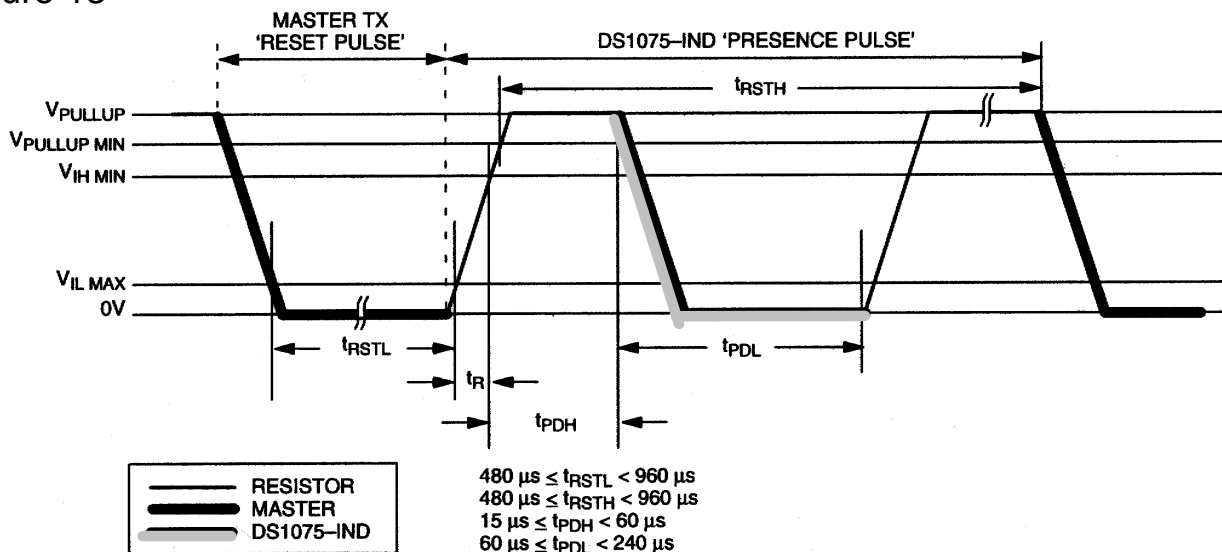 MASTER TX
'RESET PULSE'
DS1075–IND 'PRESENCE PULSE'
tRSTH
VPULLUP
VPULLUP MIN
VIH MIN
VIL MAX
0V
tRSTL
tPDL
tR
tPDH
RESISTOR
MASTER
DS1075–IND
480 µs ≤ tRSTL < 960 µs
480 µs ≤ tRSTH < 960 µs
15 µs ≤ tPDH < 60 µs
60 µs ≤ tPDL < 240 µs